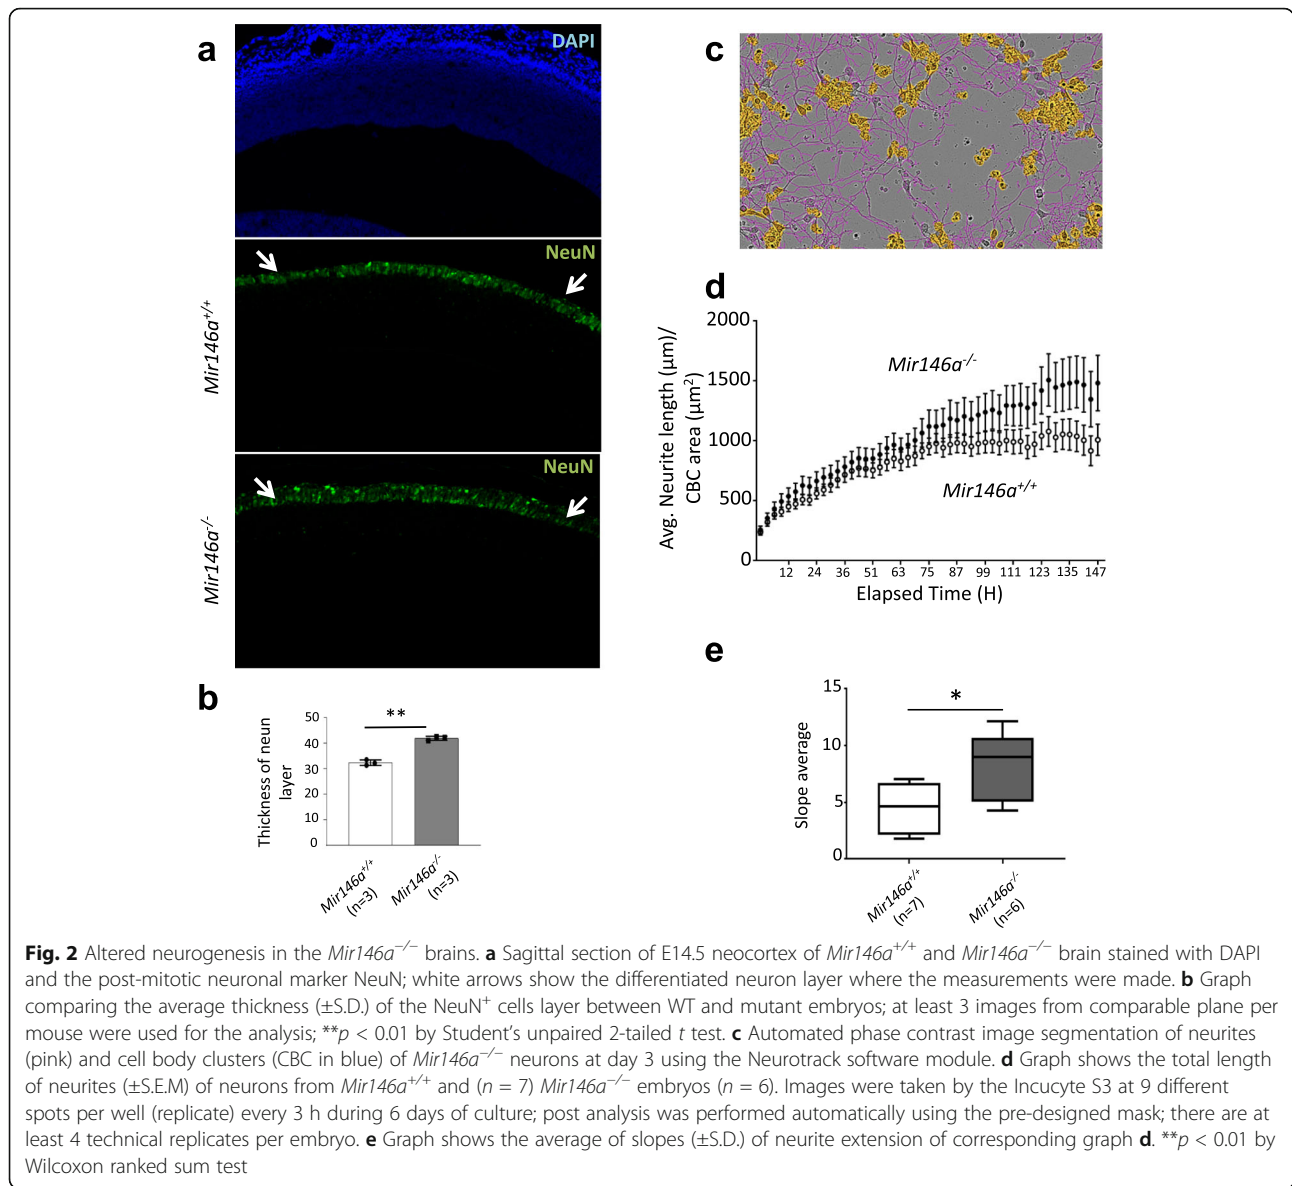 a
DAPI
NeuN
Mir146a+/+
NeuN
Mir146a-/-
b
Thickness of neun
layer
50
40
30
20
10
0
**
Mir146a+/+
(n=3)
Mir146a-/-
(n=3)
c
d
Avg. Neurite length (µm)/
CBC area (µm²)
2000
1500
1000
500
0
Mir146a-/-
Mir146a+/+
12 24 36 51 63 75 87 99 111 123 135 147
Elapsed Time (H)
e
Slope average
15
10
5
0
*
Mir146a+/+
(n=7)
Mir146a-/-
(n=6)
Fig. 2 Altered neurogenesis in the Mir146a−/− brains. a Sagittal section of E14.5 neocortex of Mir146a+/+ and Mir146a−/− brain stained with DAPI
and the post-mitotic neuronal marker NeuN; white arrows show the differentiated neuron layer where the measurements were made. b Graph
comparing the average thickness (±S.D.) of the NeuN+ cells layer between WT and mutant embryos; at least 3 images from comparable plane per
mouse were used for the analysis; **p < 0.01 by Student's unpaired 2-tailed t test. c Automated phase contrast image segmentation of neurites
(pink) and cell body clusters (CBC in blue) of Mir146a−/− neurons at day 3 using the Neurotrack software module. d Graph shows the total length
of neurites (±S.E.M) of neurons from Mir146a+/+ and (n = 7) Mir146a−/− embryos (n = 6). Images were taken by the Incucyte S3 at 9 different
spots per well (replicate) every 3 h during 6 days of culture; post analysis was performed automatically using the pre-designed mask; there are at
least 4 technical replicates per embryo. e Graph shows the average of slopes (±S.D.) of neurite extension of corresponding graph d. **p < 0.01 by
Wilcoxon ranked sum test